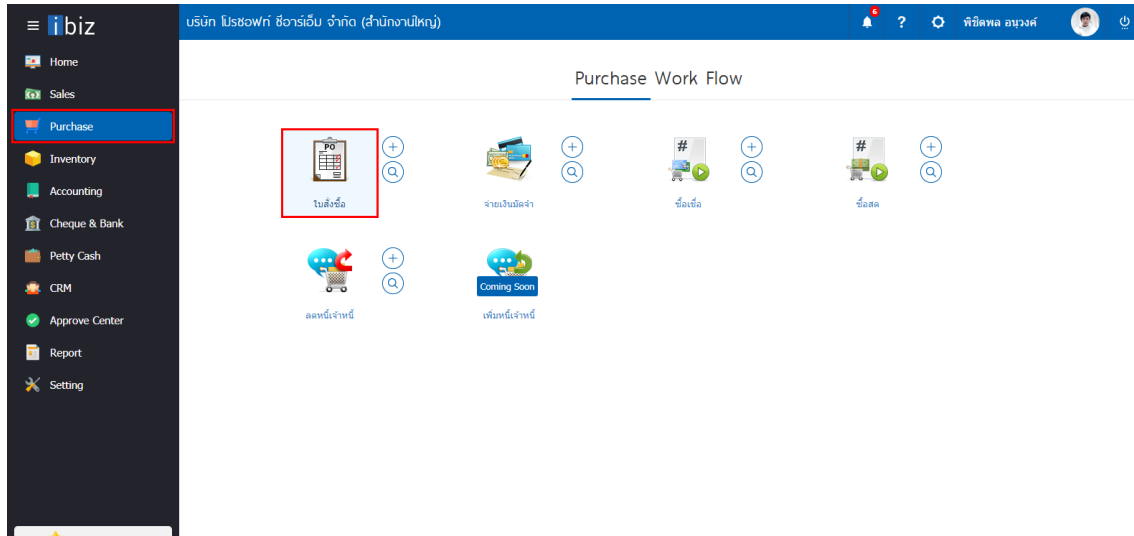 ibiz
บริษัท โปรซอฟท์ ซีอาร์เอ็ม จำกัด (สำนักงานใหญ่)
6
?
พิชิตพล อนุวงศ์
Home
Sales
Purchase
Inventory
Accounting
Cheque & Bank
Petty Cash
CRM
Approve Center
Report
Setting
Purchase Work Flow
PO
#
#
ใบสั่งซื้อ
จ่ายเงินมัดจำ
ซื้อเชื่อ
ซื้อสด
Coming Soon
ลดหนี้เจ้าหนี้
เพิ่มหนี้เจ้าหนี้